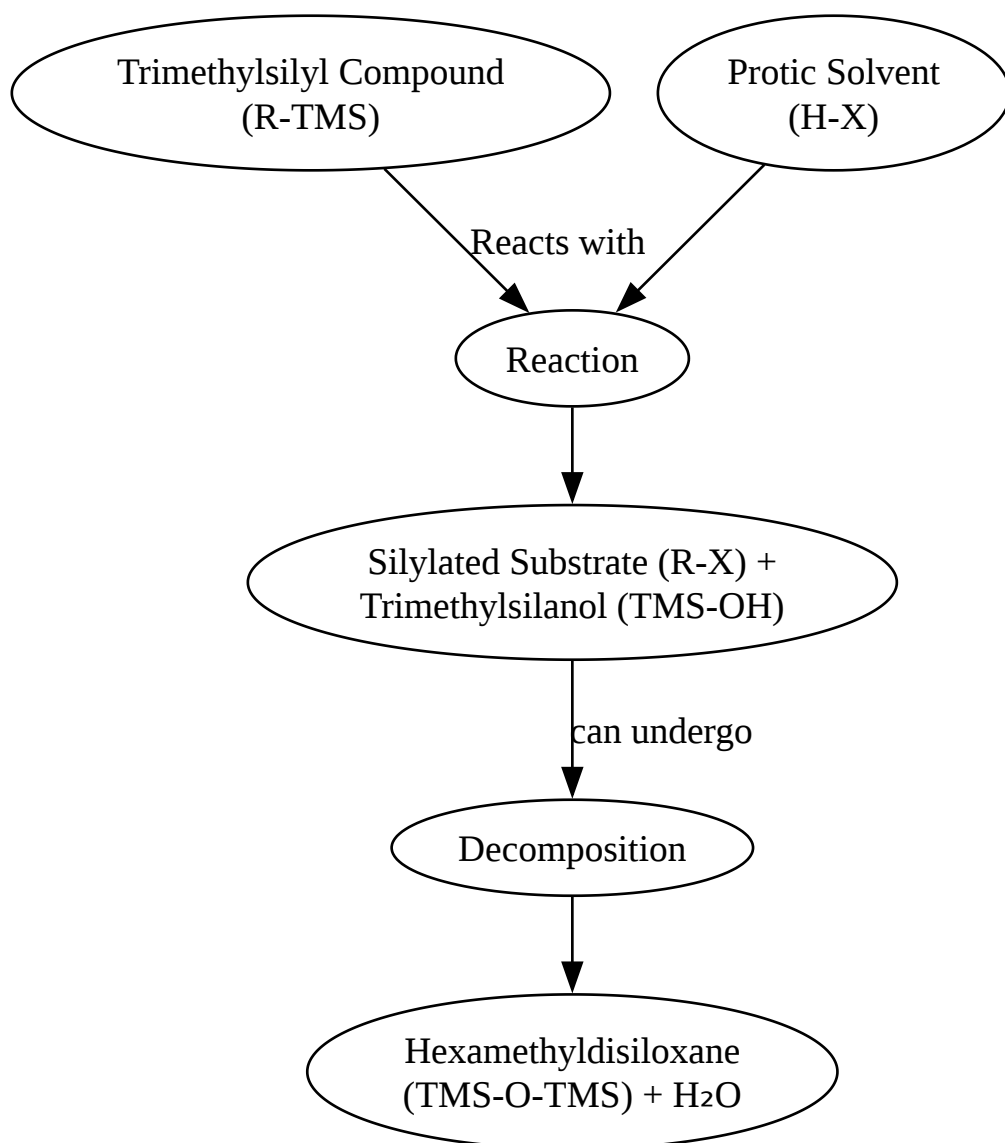 Trimethylsilyl Compound
(R-TMS)
Protic Solvent
(H-X)
Reacts with
Reaction
Silylated Substrate (R-X) +
Trimethylsilanol (TMS-OH)
can undergo
Decomposition
Hexamethyldisiloxane
(TMS-O-TMS) + H₂O